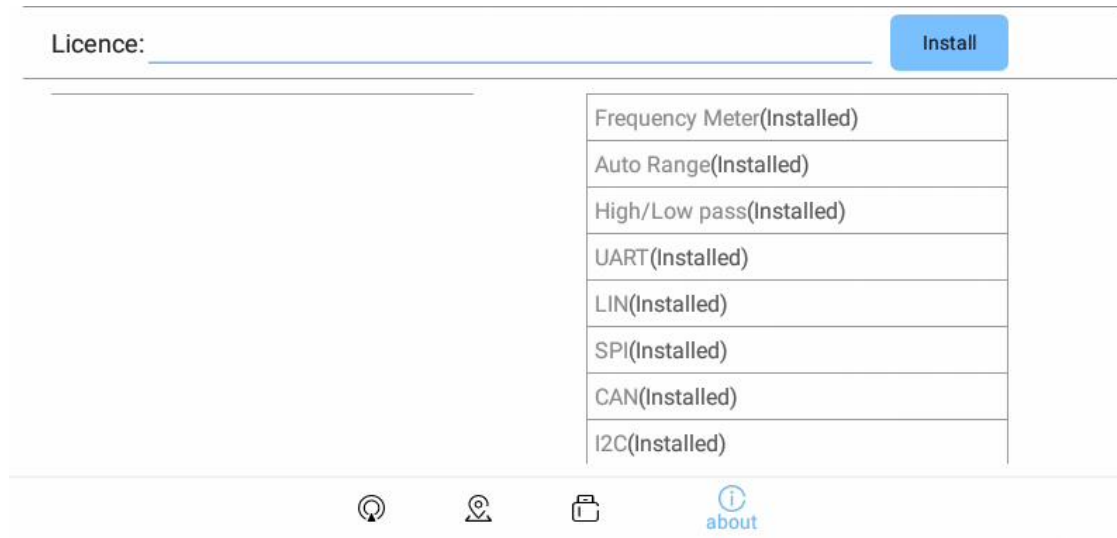 Licence:
Install
Frequency Meter(Installed)
Auto Range(Installed)
High/Low pass(Installed)
UART(Installed)
LIN(Installed)
SPI(Installed)
CAN(Installed)
I2C(Installed)
about